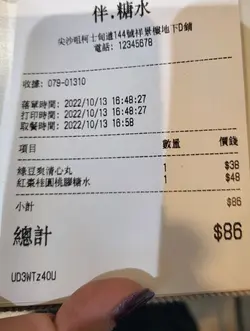 伴.糖水
尖沙咀柯士甸道144號祥景樓地下D鋪
電話: 12345678
收據: 079-01310
落單時間: 2022/10/13 16:48:27
打印時間: 2022/10/13 16:48:27
取餐時間: 2022/10/13 16:58
項目 數量 價錢
綠豆爽清心丸 1 $38
紅棗桂圓桃膠糖水 1 $48
小計 $86
總計 $86
UD3WTz40U